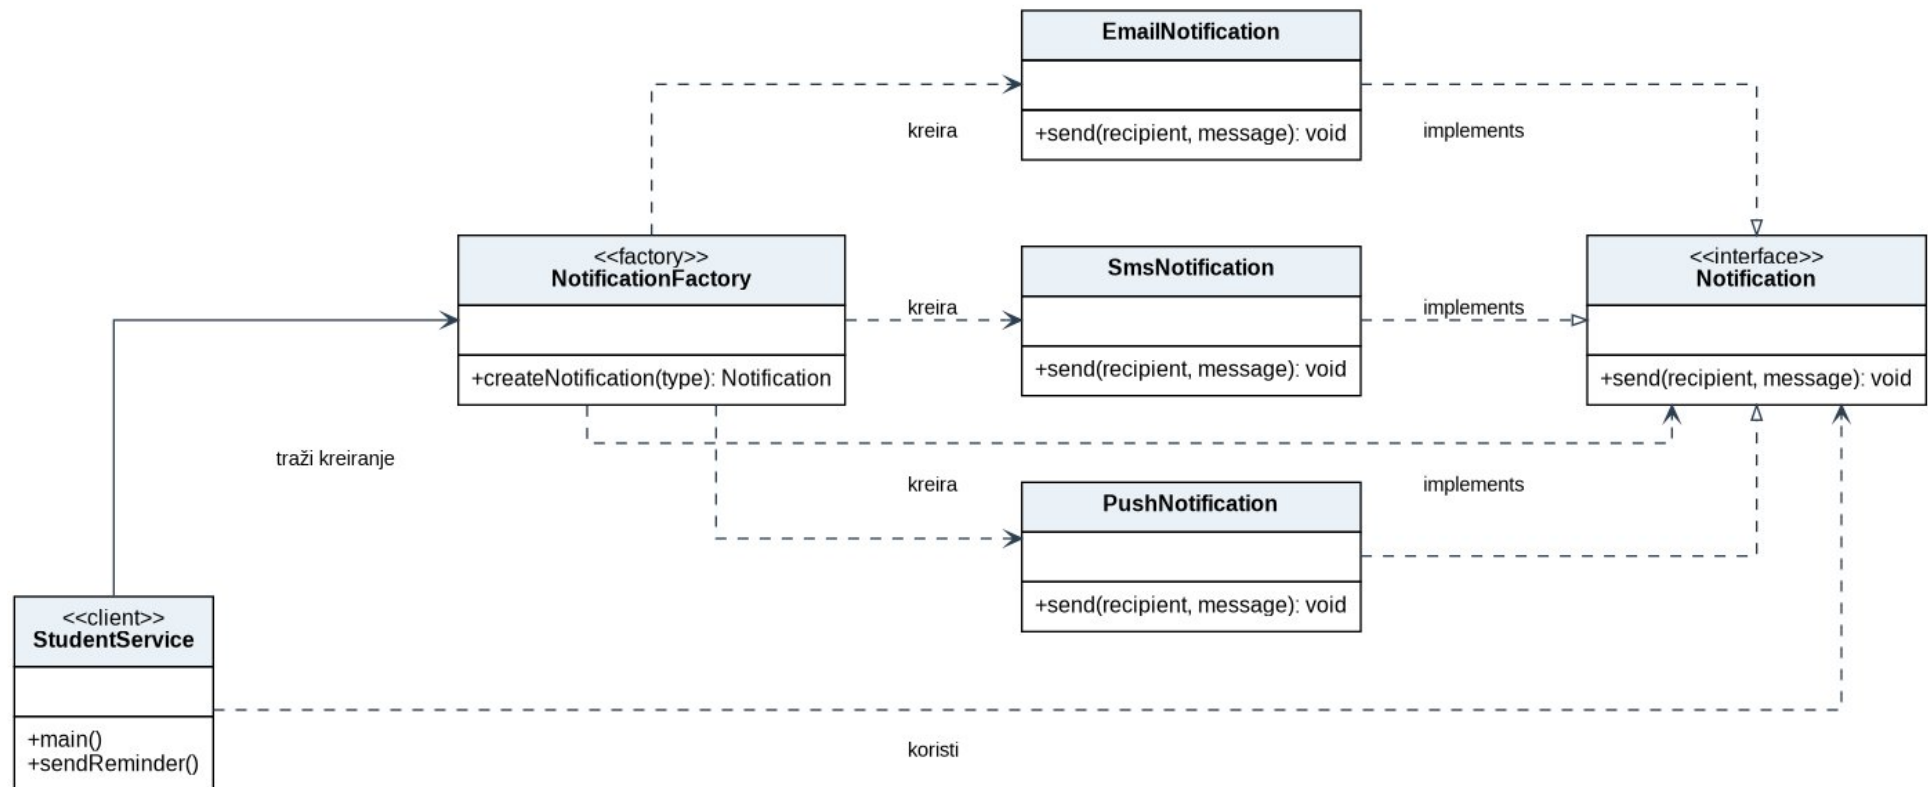 EmailNotification
+send(recipient, message): void
kreira
implements
<<factory>>
NotificationFactory
+createNotification(type): Notification
kreira
SmsNotification
+send(recipient, message): void
implements
<<interface>>
Notification
+send(recipient, message): void
traži kreiranje
kreira
PushNotification
+send(recipient, message): void
implements
<<client>>
StudentService
+main()
+sendReminder()
koristi